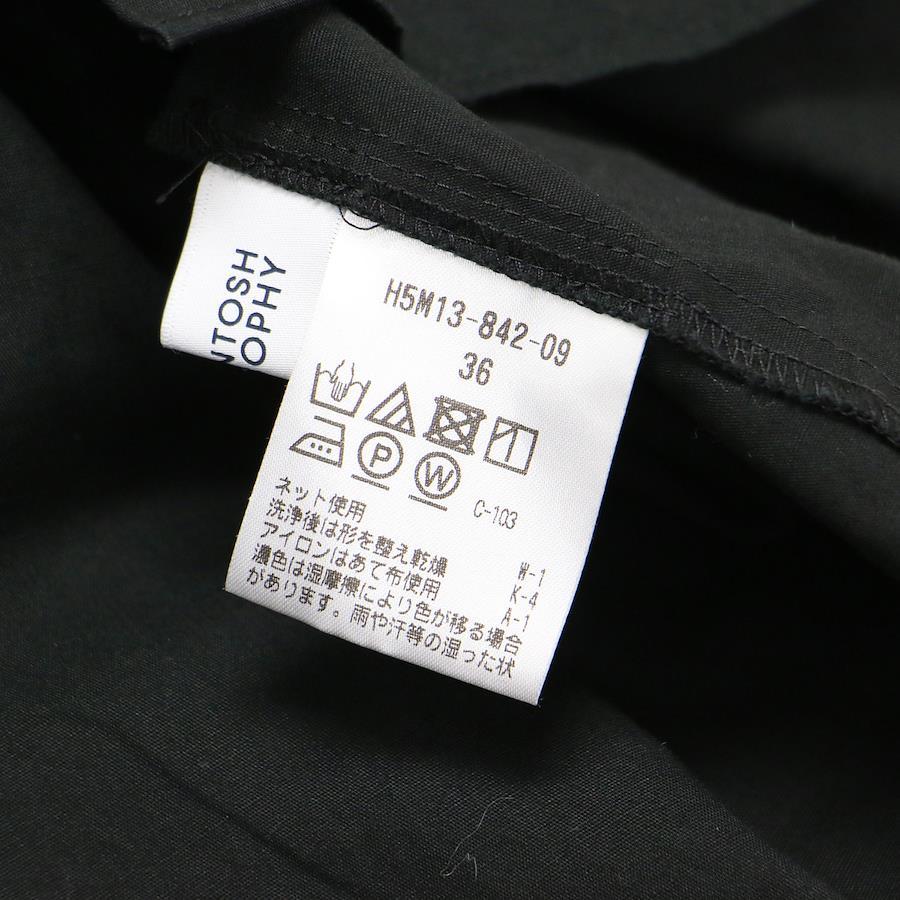 NTOSH
OPHY
H5M13-842-09
36
P
W
C-103
ネット使用
洗浄後は形を整え乾燥 W-1
アイロンはあて布使用 K-4
濃色は湿摩擦により色が移る場合 A-1
があります。雨や汗等の湿った状